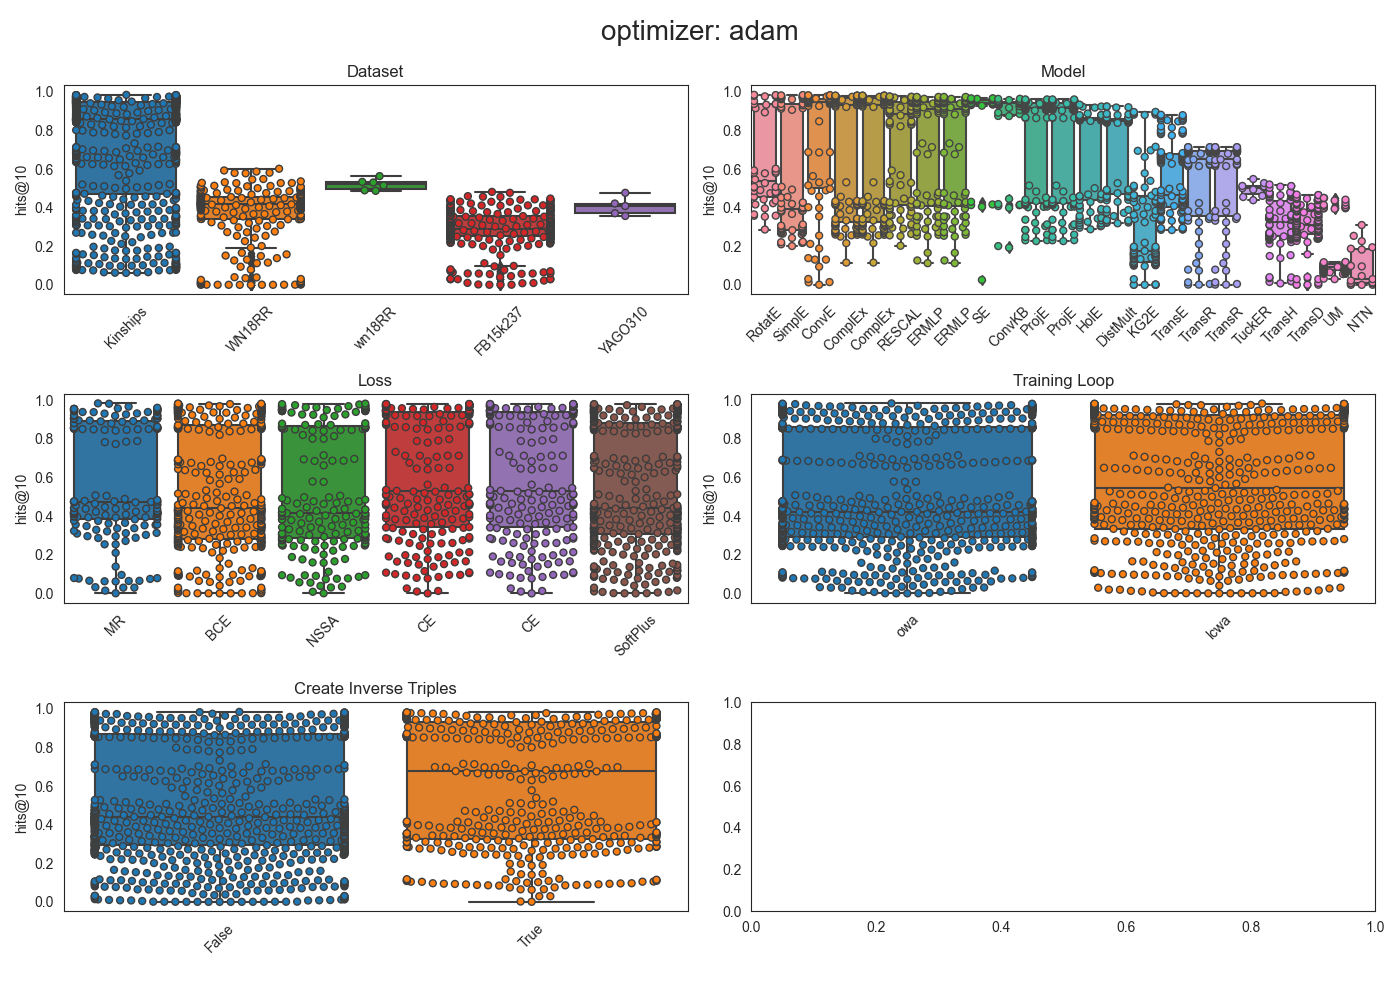 optimizer: adam
Dataset
Model
hits@10
1.0
0.8
0.6
0.4
0.2
0.0
Kinships
WN18RR
wn18RR
FB15k237
YAGO310
hits@10
1.0
0.8
0.6
0.4
0.2
0.0
RotatE
SimplE
ConvE
ComplEx
ComplEx
RESCAL
ERMLP
ERMLP
SE
ConvKB
ProjE
ProjE
HolE
DistMult
KG2E
TransE
TransR
TransR
TuckER
TransH
TransD
UM
NTN
Loss
Training Loop
hits@10
1.0
0.8
0.6
0.4
0.2
0.0
MR
BCE
NSSA
CE
CE
SoftPlus
hits@10
1.0
0.8
0.6
0.4
0.2
0.0
owa
lcwa
Create Inverse Triples
hits@10
1.0
0.8
0.6
0.4
0.2
0.0
False
True
1.0
0.8
0.6
0.4
0.2
0.0
0.0 0.2 0.4 0.6 0.8 1.0